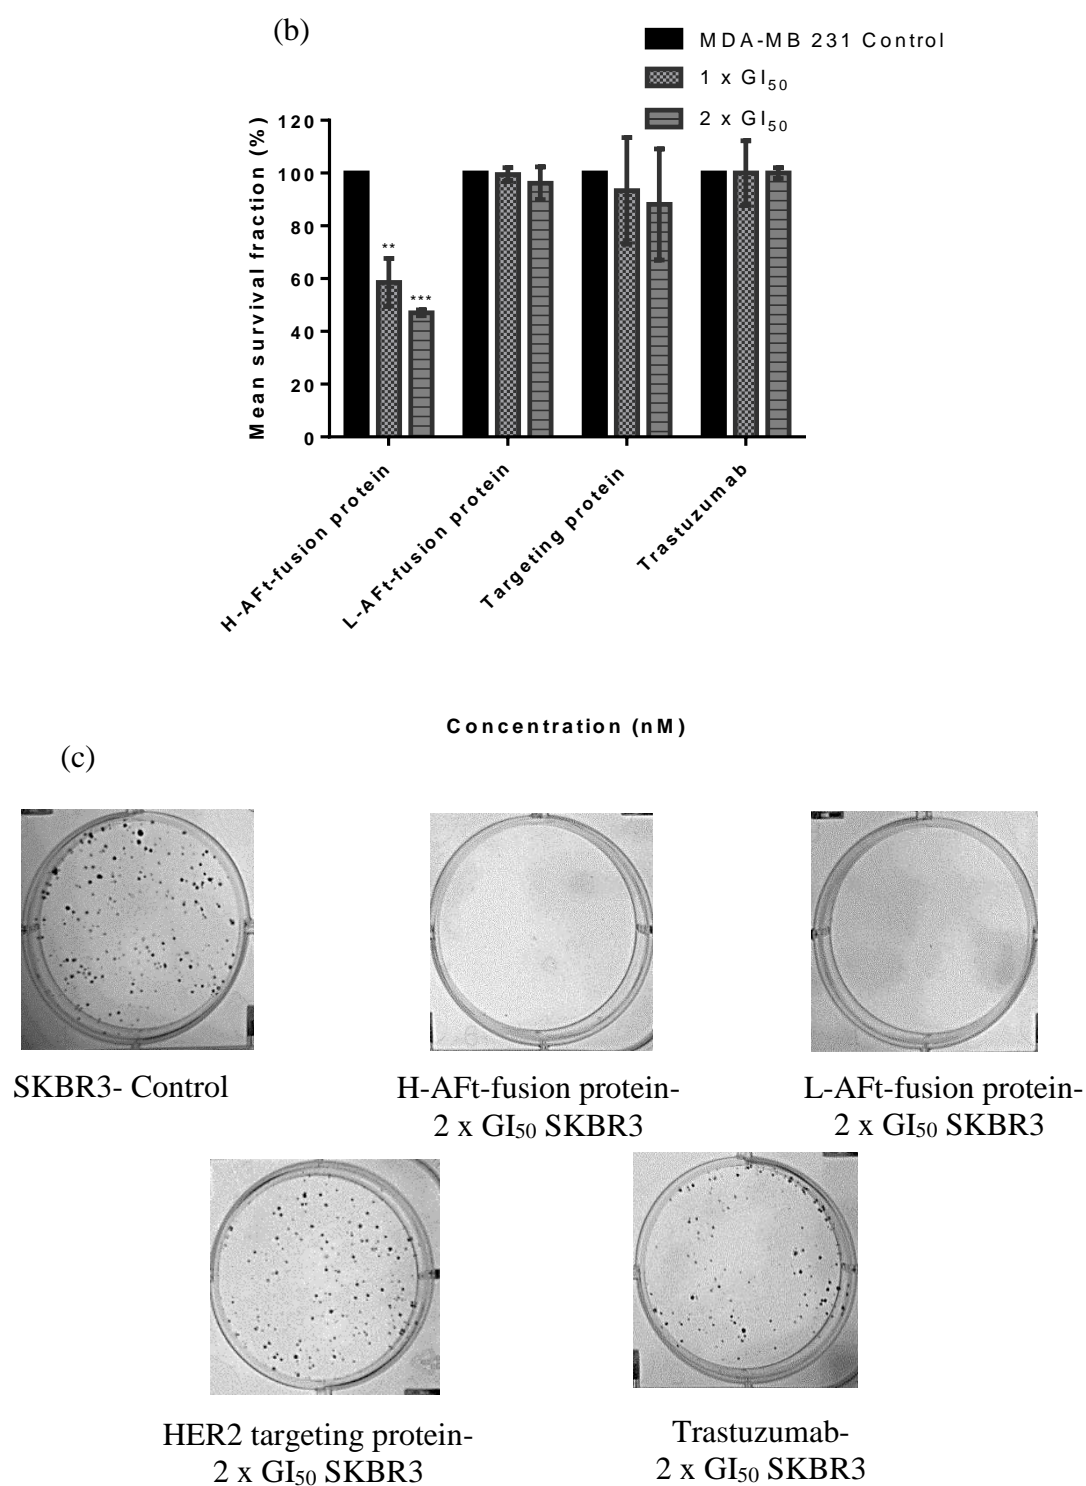 (b)
MDA-MB 231 Control
1 x GI50
2 x GI50
Mean survival fraction (%)
120
100
80
60
40
20
0
**
***
H-AFt-fusion protein
L-AFt-fusion protein
Targeting protein
Trastuzumab
Concentration (nM)
(c)
SKBR3- Control
H-AFt-fusion protein-
2 x GI50 SKBR3
L-AFt-fusion protein-
2 x GI50 SKBR3
HER2 targeting protein-
2 x GI50 SKBR3
Trastuzumab-
2 x GI50 SKBR3